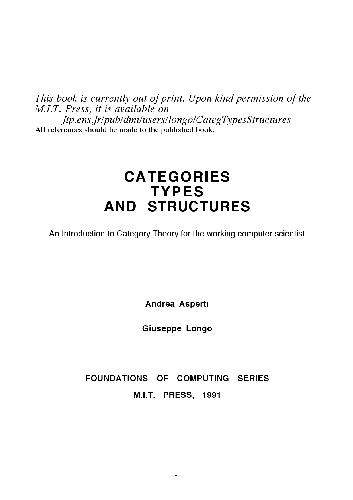 This book is currently out of print. Upon kind permission of the
M.I.T. Press, it is available on
ftp.ens.fr/pub/dmi/users/longo/CategTypesStructures
All references should be made to the published book.
CATEGORIES
TYPES
AND STRUCTURES
An Introduction to Category Theory for the working computer scientist
Andrea Asperti
Giuseppe Longo
FOUNDATIONS OF COMPUTING SERIES
M.I.T. PRESS, 1991